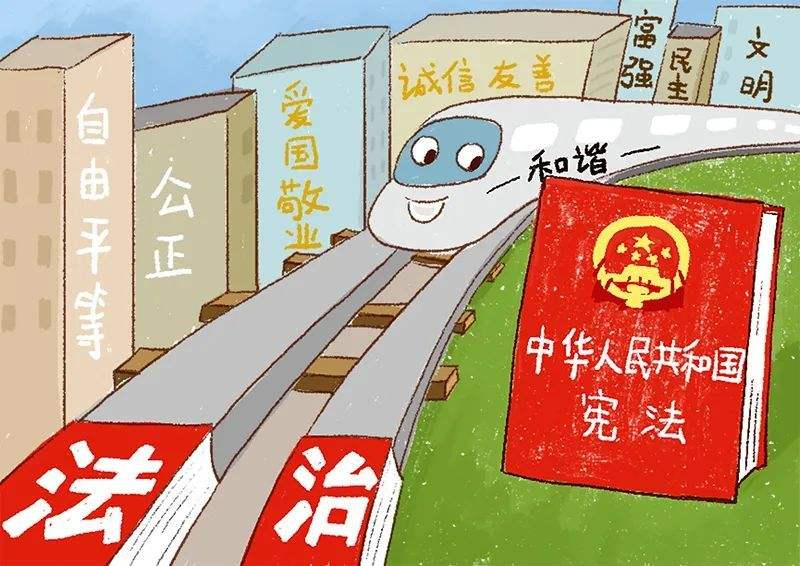 自由平等
公正
爱国敬业
诚信友善
富强
民主
文明
和谐
中华人民共和国
宪法
法治